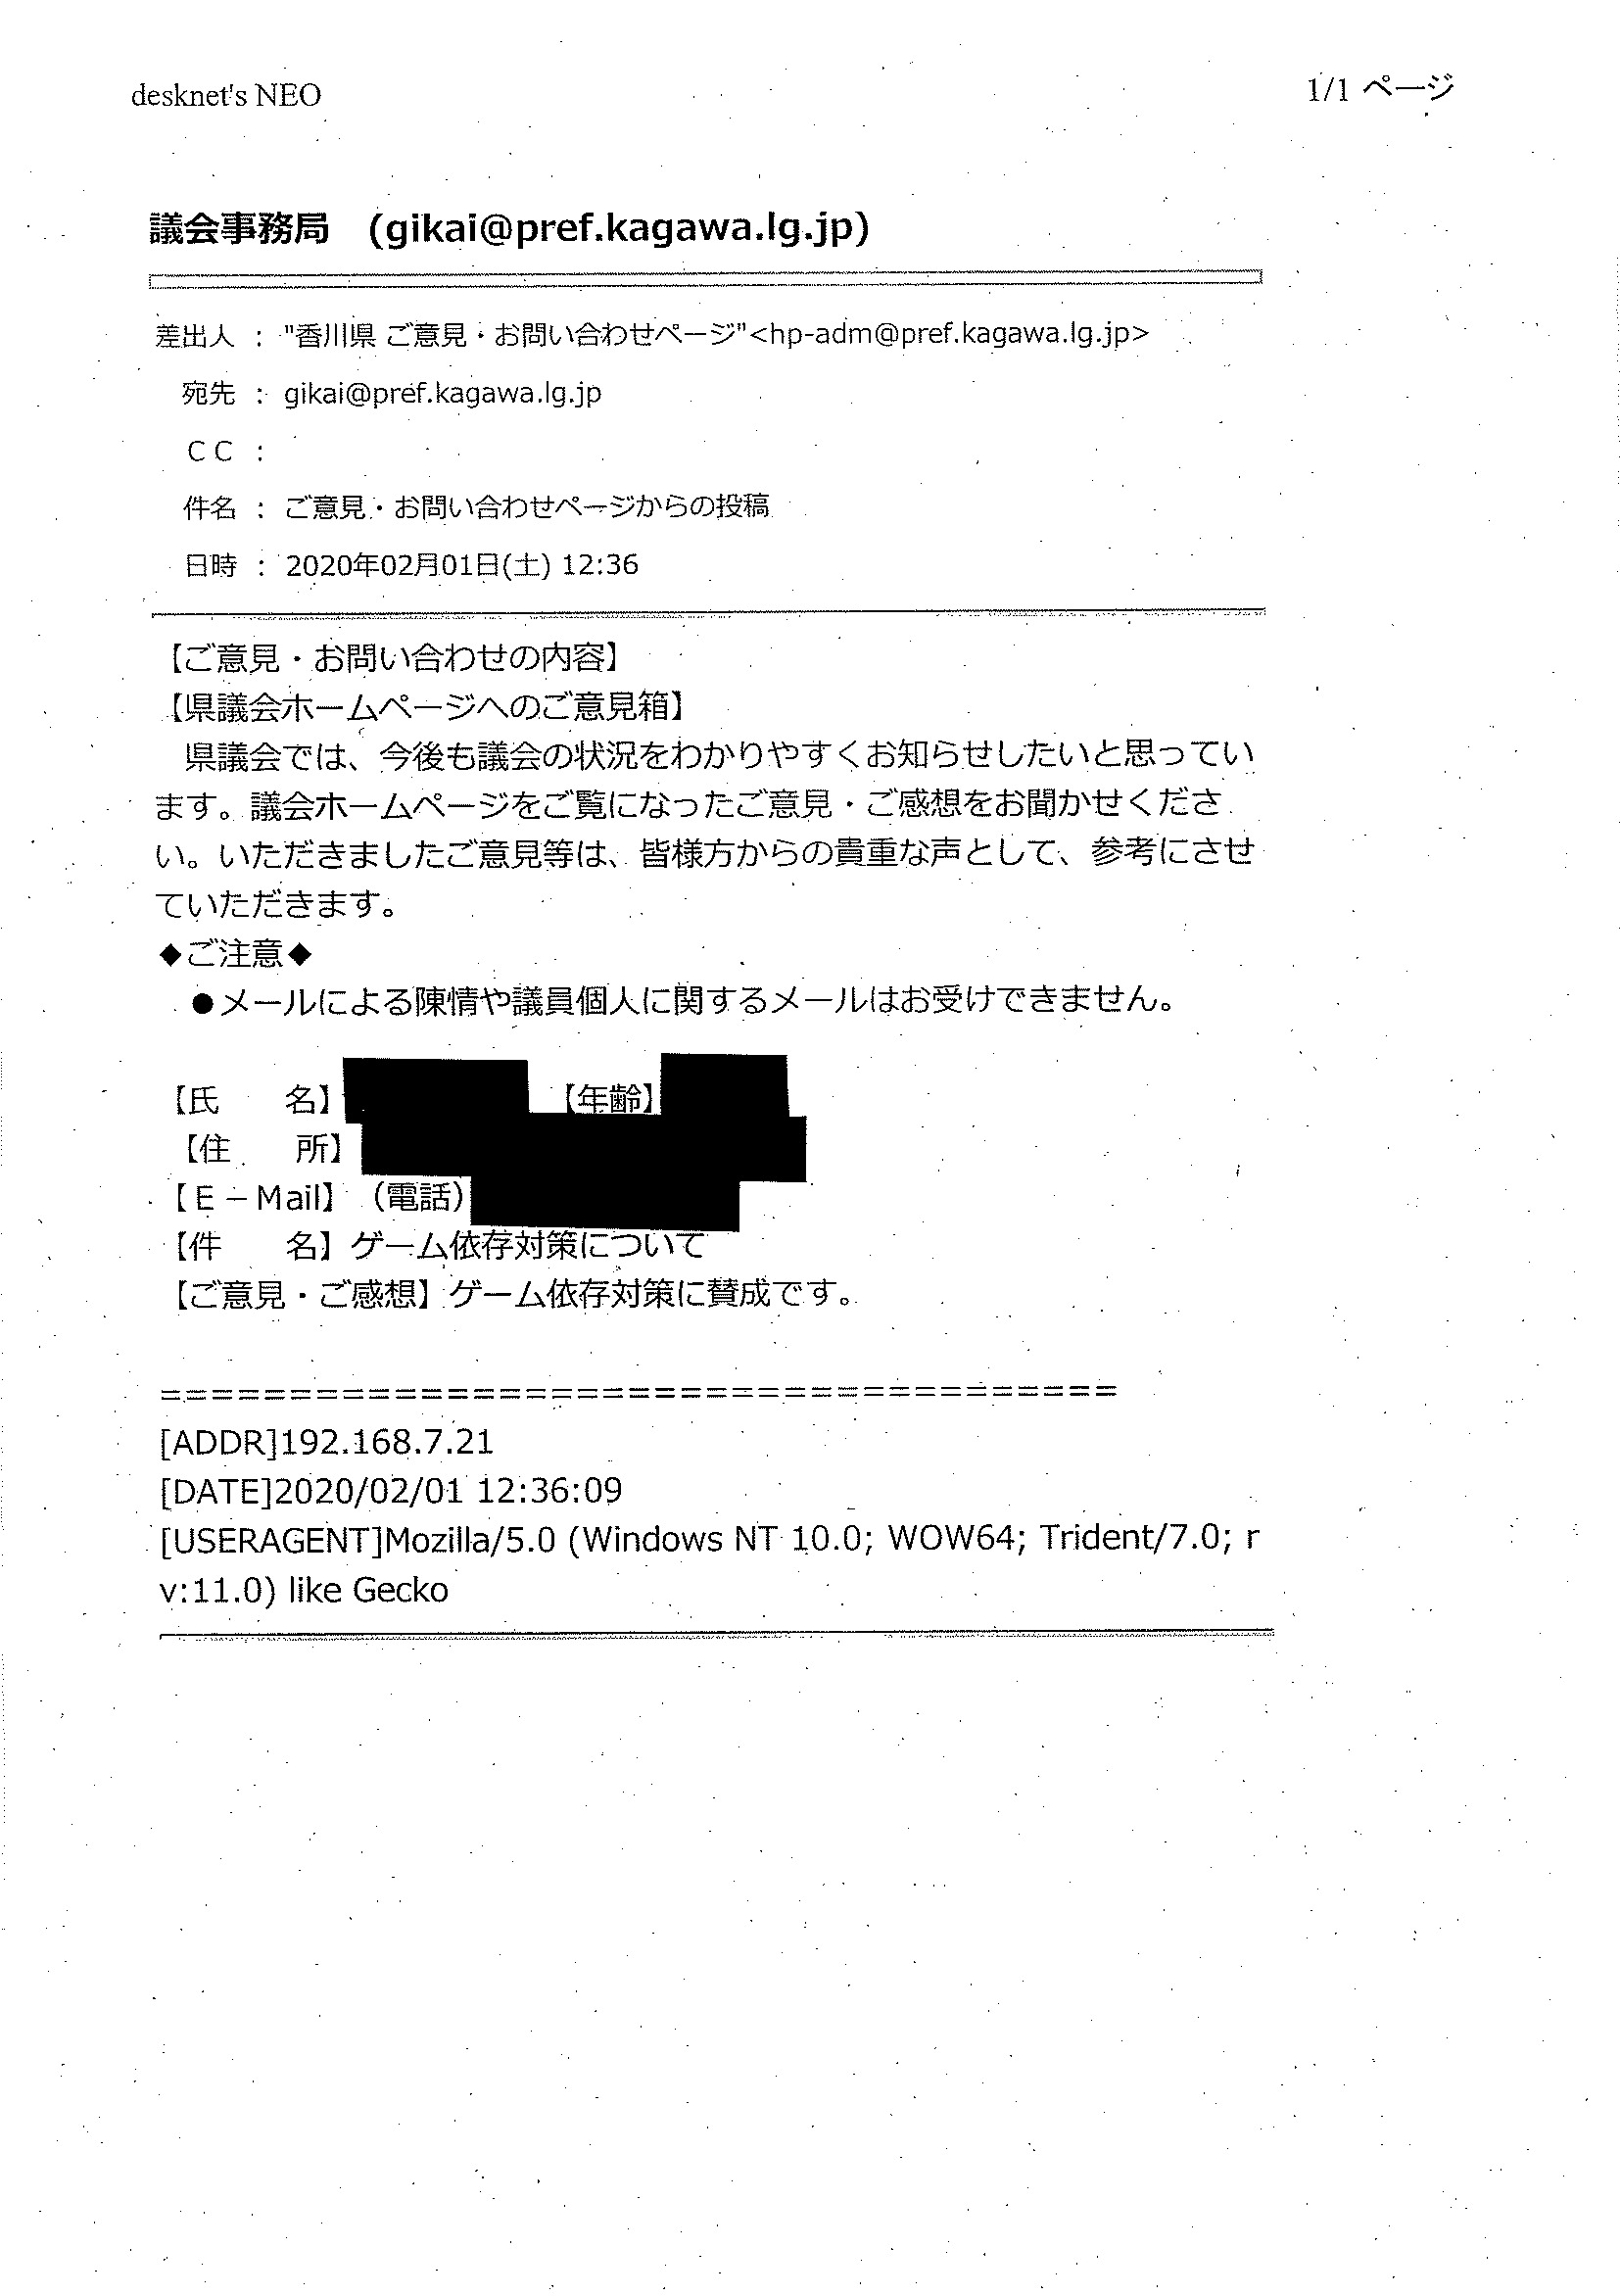 desknet's NEO
1/1 ページ
議会事務局　(gikai@pref.kagawa.lg.jp)
差出人 ： "香川県 ご意見・お問い合わせページ"<hp-adm@pref.kagawa.lg.jp>
宛先 ： gikai@pref.kagawa.lg.jp
ＣＣ ：
件名 ： ご意見・お問い合わせページからの投稿
日時 ： 2020年02月01日(土) 12:36
【ご意見・お問い合わせの内容】
【県議会ホームページへのご意見箱】
　県議会では、今後も議会の状況をわかりやすくお知らせしたいと思ってい
ます。議会ホームページをご覧になったご意見・ご感想をお聞かせくださ
い。いただきましたご意見等は、皆様方からの貴重な声として、参考にさせ
ていただきます。
◆ご注意◆
　●メールによる陳情や議員個人に関するメールはお受けできません。
【氏　　名】　【年齢】
【住　　所】
【Ｅ－Mail】（電話）
【件　　名】ゲーム依存対策について
【ご意見・ご感想】ゲーム依存対策に賛成です。
=====================================
[ADDR]192.168.7.21
[DATE]2020/02/01 12:36:09
[USERAGENT]Mozilla/5.0 (Windows NT 10.0; WOW64; Trident/7.0; r
v:11.0) like Gecko